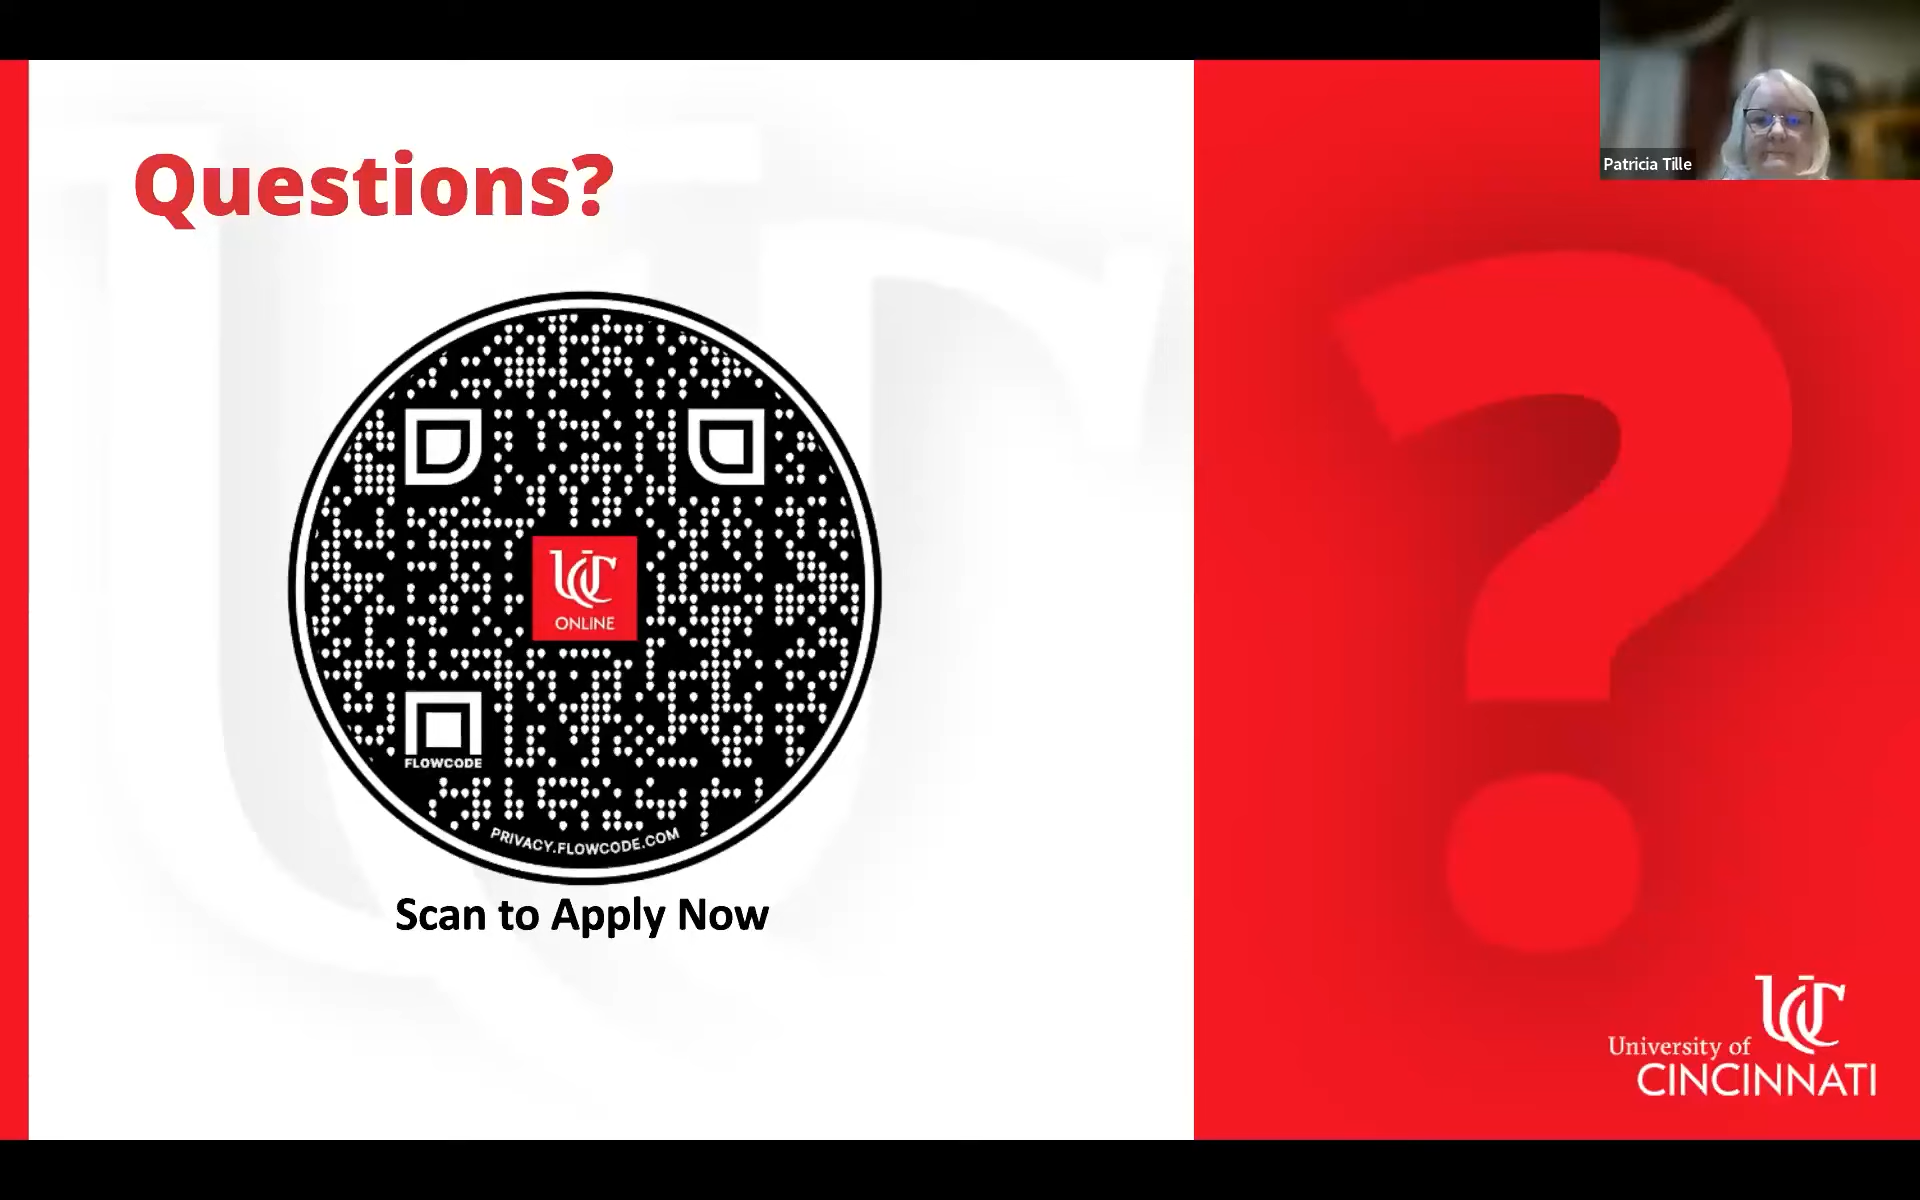 Patricia Tille
Questions?
UC
ONLINE
FLOWCODE
PRIVACY.FLOWCODE.COM
Scan to Apply Now
UC
University of
CINCINNATI